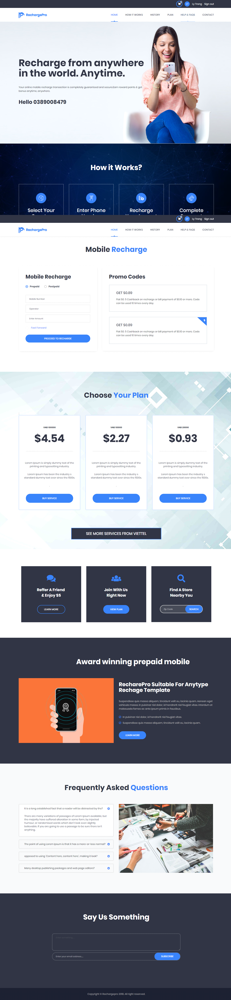 LT Ly Trong Sign out
RechargePro HOME HOW IT WORKS HISTORY PLAN HELP & FAQS CONTACT
Recharge from anywhere
in the world. Anytime.
Your online mobile recharge transaction is completely guaranteed and secure.Earn reward points & get
bonus anytime, anywhere.
Hello 0389008479
How it Works?
Select Your
Enter Phone
Recharge
Complete
LT Ly Trong Sign out
RechargePro HOME HOW IT WORKS HISTORY PLAN HELP & FAQS CONTACT
Mobile Recharge
Mobile Recharge
Prepaid Postpaid
Mobile Number
Operator
Enter Amount
Fast Forward
PROCEED TO RECHARGE
Promo Codes
GET $0.89
Flat $0. 5 Cashback on recharge or bill payment of $0.10 or more. Code
can be used 10 times every day.
GET $0.89
Flat $0. 5 Cashback on recharge or bill payment of $0.10 or more. Code
can be used 10 times every day.
Choose Your Plan
:
VND 100000
$4.54
Lorem Ipsum is simply dummy text of the
printing and typesetting industry.
Lorem Ipsum has been the industry s
standard dummy text ever since the 1500s.
.
BUY SERVICE
VND 50000
$2.27
Lorem Ipsum is simply dummy text of the
printing and typesetting industry.
Lorem Ipsum has been the industry s
standard dummy text ever since the 1500s.
.
BUY SERVICE
VND 20000
$0.93
Lorem Ipsum is simply dummy text of the
printing and typesetting industry.
Lorem Ipsum has been the industry s
standard dummy text ever since the 1500s.
.
BUY SERVICE
SEE MORE SERVICES FROM VIETTEL
Reffer A Friend
& Enjoy $5
LEARN MORE
Join With Us
Right Now
VIEW PLAN
Find A Store
Nearby You
Zip Code SEARCH
Award winning prepaid mobile
RecharePro Suitable For Anytype
Rechage Template
Suspendisse quis massa aliquam, tincidunt velit eu, lacinia quam. Aenean eget
vehicula massa. In pulvinar nisl dolor, id hendrerit nisl feugiat vitae. Interdum et
malesuada fames ac ante ipsum primis in faucibus.
In pulvinar nisl dolor, id hendrerit nisl feugiat vitae.
Suspendisse quis massa aliquam, tincidunt velit eu, lacinia quam.
LEARN MORE
Frequently Asked Questions
It is a long established fact that a reader will be distracted by the?
There are many variations of passages of Lorem Ipsum available, but
the majority have suffered alteration in some form, by injected
humour, or randomised words which don't look even slightly
believable. If you are going to use a passage to be sure there isn't
anything.
The point of using Lorem Ipsum is that it has a more-or-less normal?
opposed to using 'Content here, content here', making it look?
Many desktop publishing packages and web page editors?
Say Us Something
Enter your email address.... SUBSCRIBE
Copyright © Rechargepro 2018. All right reserved.